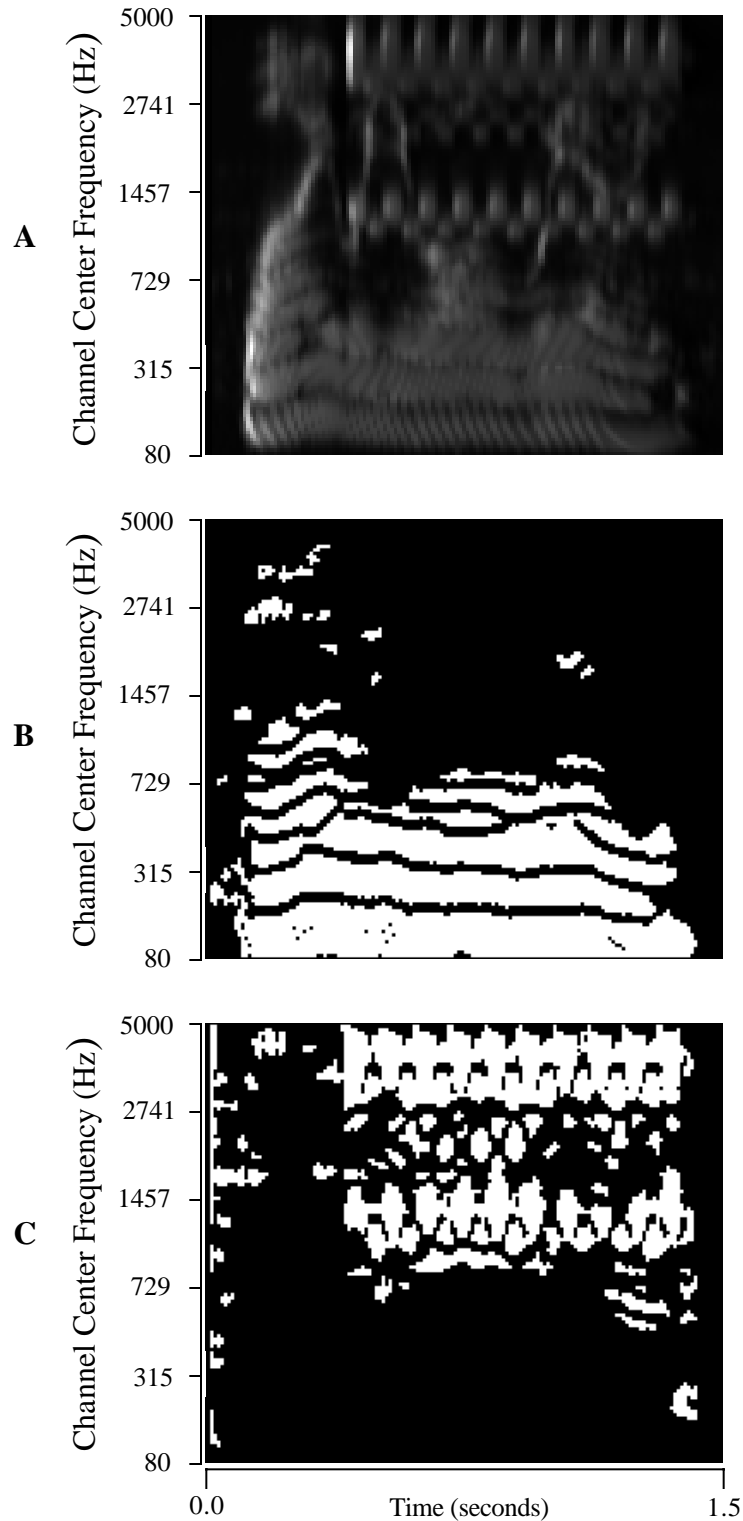 A
Channel Center Frequency (Hz)
5000
2741
1457
729
315
80
B
Channel Center Frequency (Hz)
5000
2741
1457
729
315
80
C
Channel Center Frequency (Hz)
5000
2741
1457
729
315
80
0.0
Time (seconds)
1.5